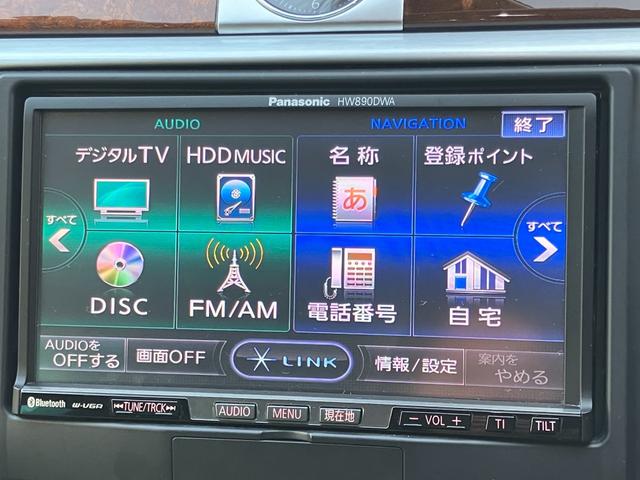 Panasonic HW890DWA
AUDIO
NAVIGATION
終了
デジタルTV
HDD MUSIC
名称
登録ポイント
あ
すべて
すべて
DISC
FM/AM
電話番号
自宅
AUDIOを
OFFする
画面OFF
LINK
情報/設定
案内を
やめる
Bluetooth
W-VGA
TUNE/TRCK
AUDIO
MENU
現在地
− VOL +
TI
TILT